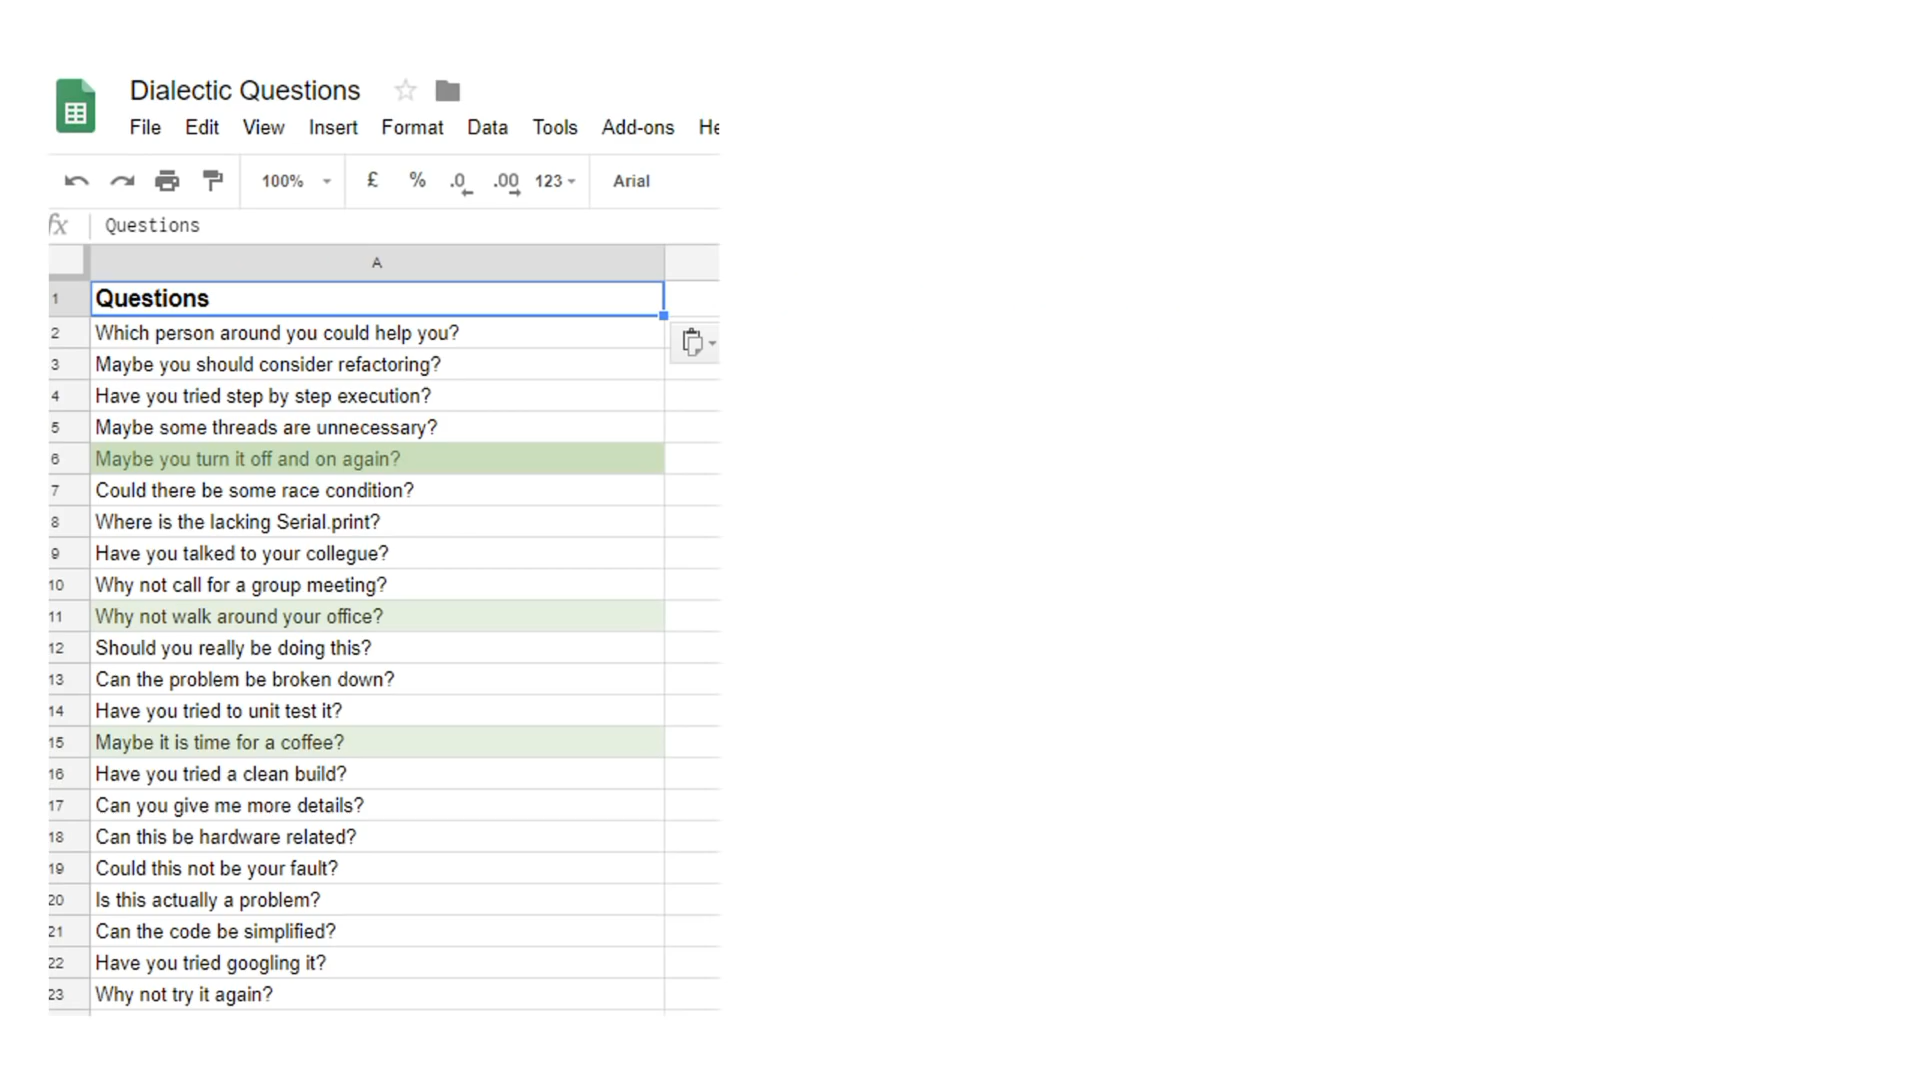 Dialectic Questions
File Edit View Insert Format Data Tools Add-ons He
100% £ % .0 .00 123 Arial
fx Questions
A
1 Questions
2 Which person around you could help you?
3 Maybe you should consider refactoring?
4 Have you tried step by step execution?
5 Maybe some threads are unnecessary?
6 Maybe you turn it off and on again?
7 Could there be some race condition?
8 Where is the lacking Serial.print?
9 Have you talked to your collegue?
10 Why not call for a group meeting?
11 Why not walk around your office?
12 Should you really be doing this?
13 Can the problem be broken down?
14 Have you tried to unit test it?
15 Maybe it is time for a coffee?
16 Have you tried a clean build?
17 Can you give me more details?
18 Can this be hardware related?
19 Could this not be your fault?
20 Is this actually a problem?
21 Can the code be simplified?
22 Have you tried googling it?
23 Why not try it again?